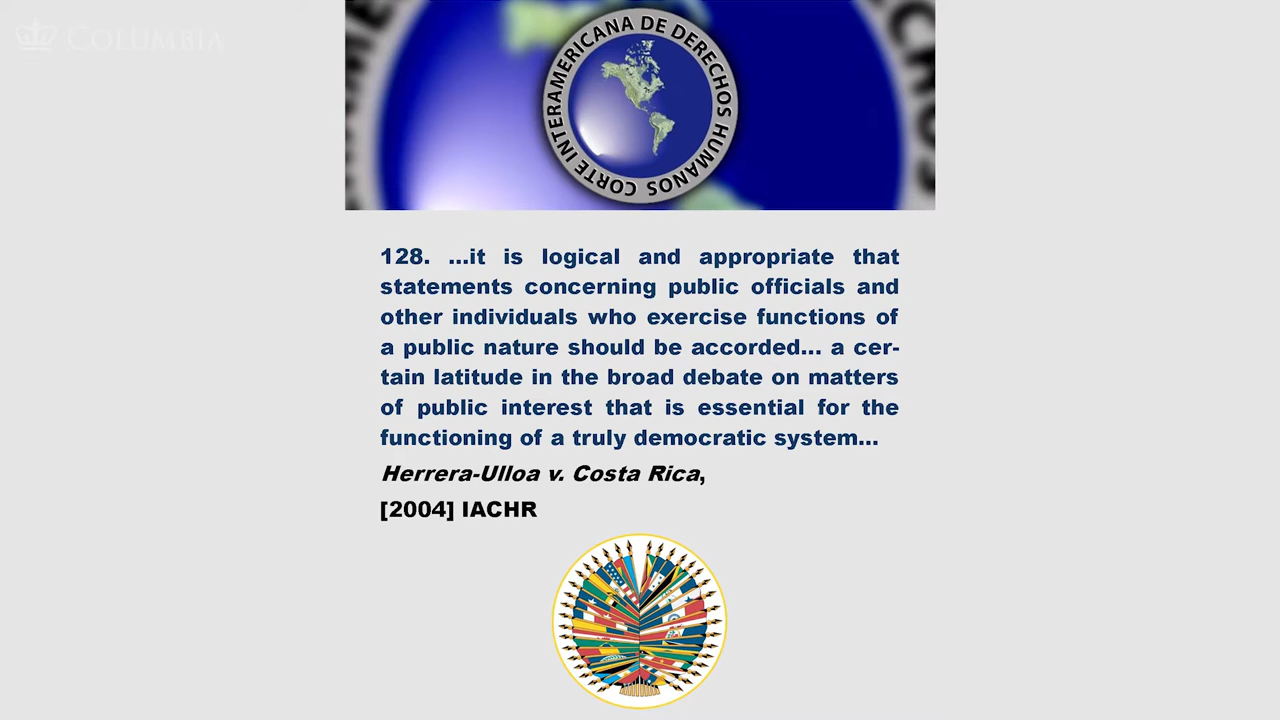 COLUMBIA
CORTE INTERAMERICANA DE DERECHOS HUMANOS
128. ...it is logical and appropriate that
statements concerning public officials and
other individuals who exercise functions of
a public nature should be accorded... a cer-
tain latitude in the broad debate on matters
of public interest that is essential for the
functioning of a truly democratic system...
Herrera-Ulloa v. Costa Rica,
[2004] IACHR